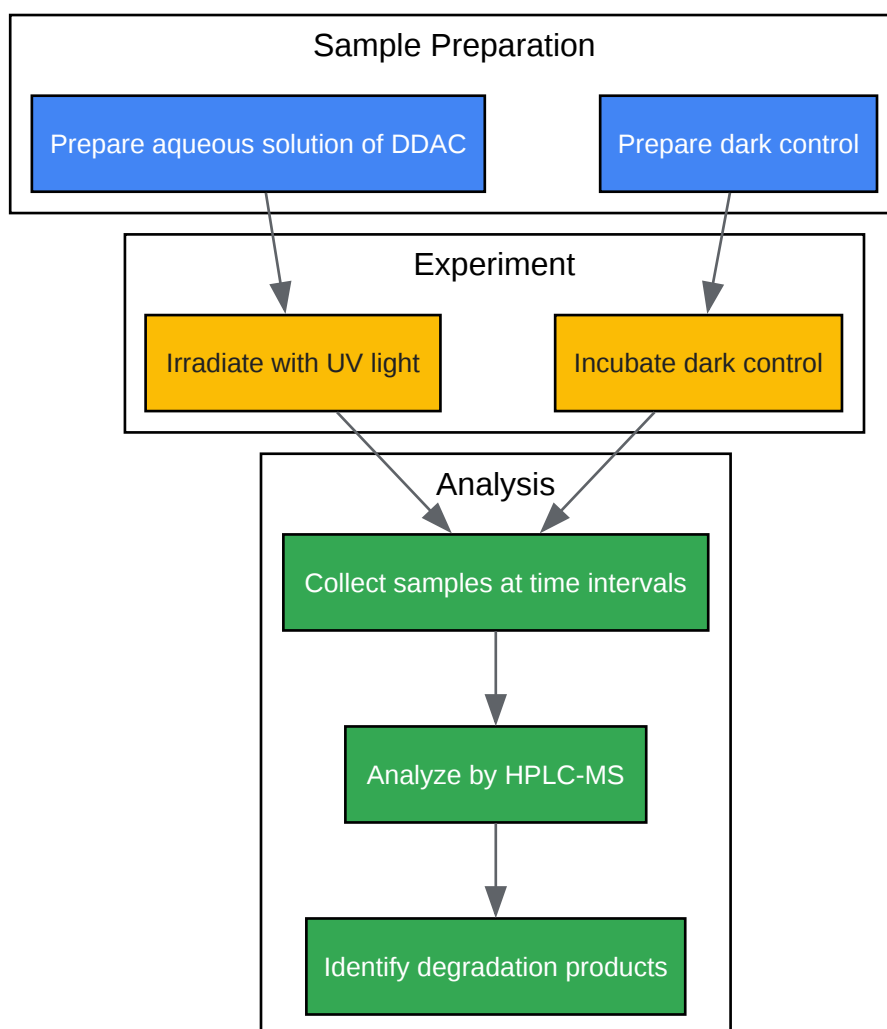 Sample Preparation
Prepare aqueous solution of DDAC
Prepare dark control
Experiment
Irradiate with UV light
Incubate dark control
Analysis
Collect samples at time intervals
Analyze by HPLC-MS
Identify degradation products